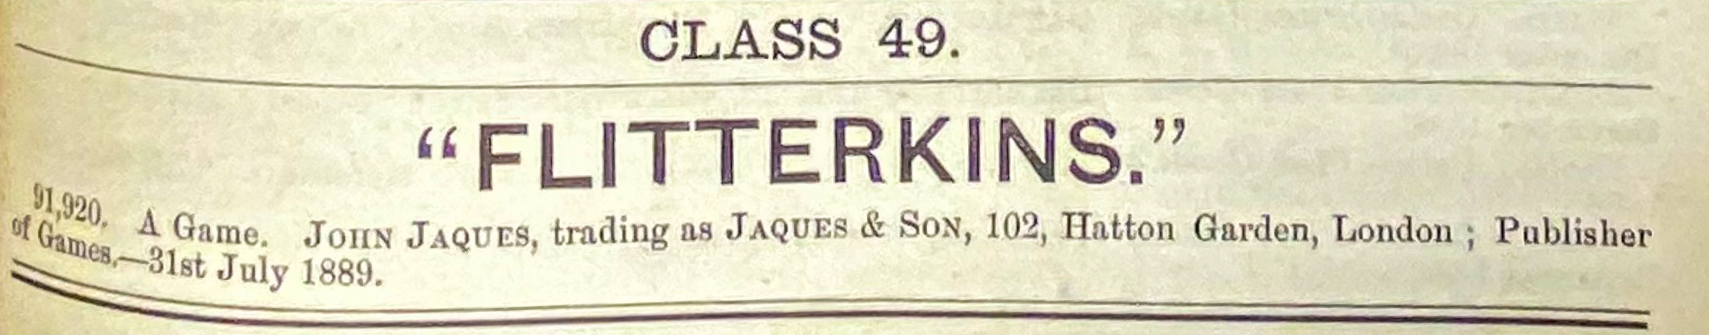 CLASS 49.
“FLITTERKINS.”
91,920. A Game. JOHN JAQUES, trading as JAQUES & SON, 102, Hatton Garden, London ; Publisher
of Games.—31st July 1889.